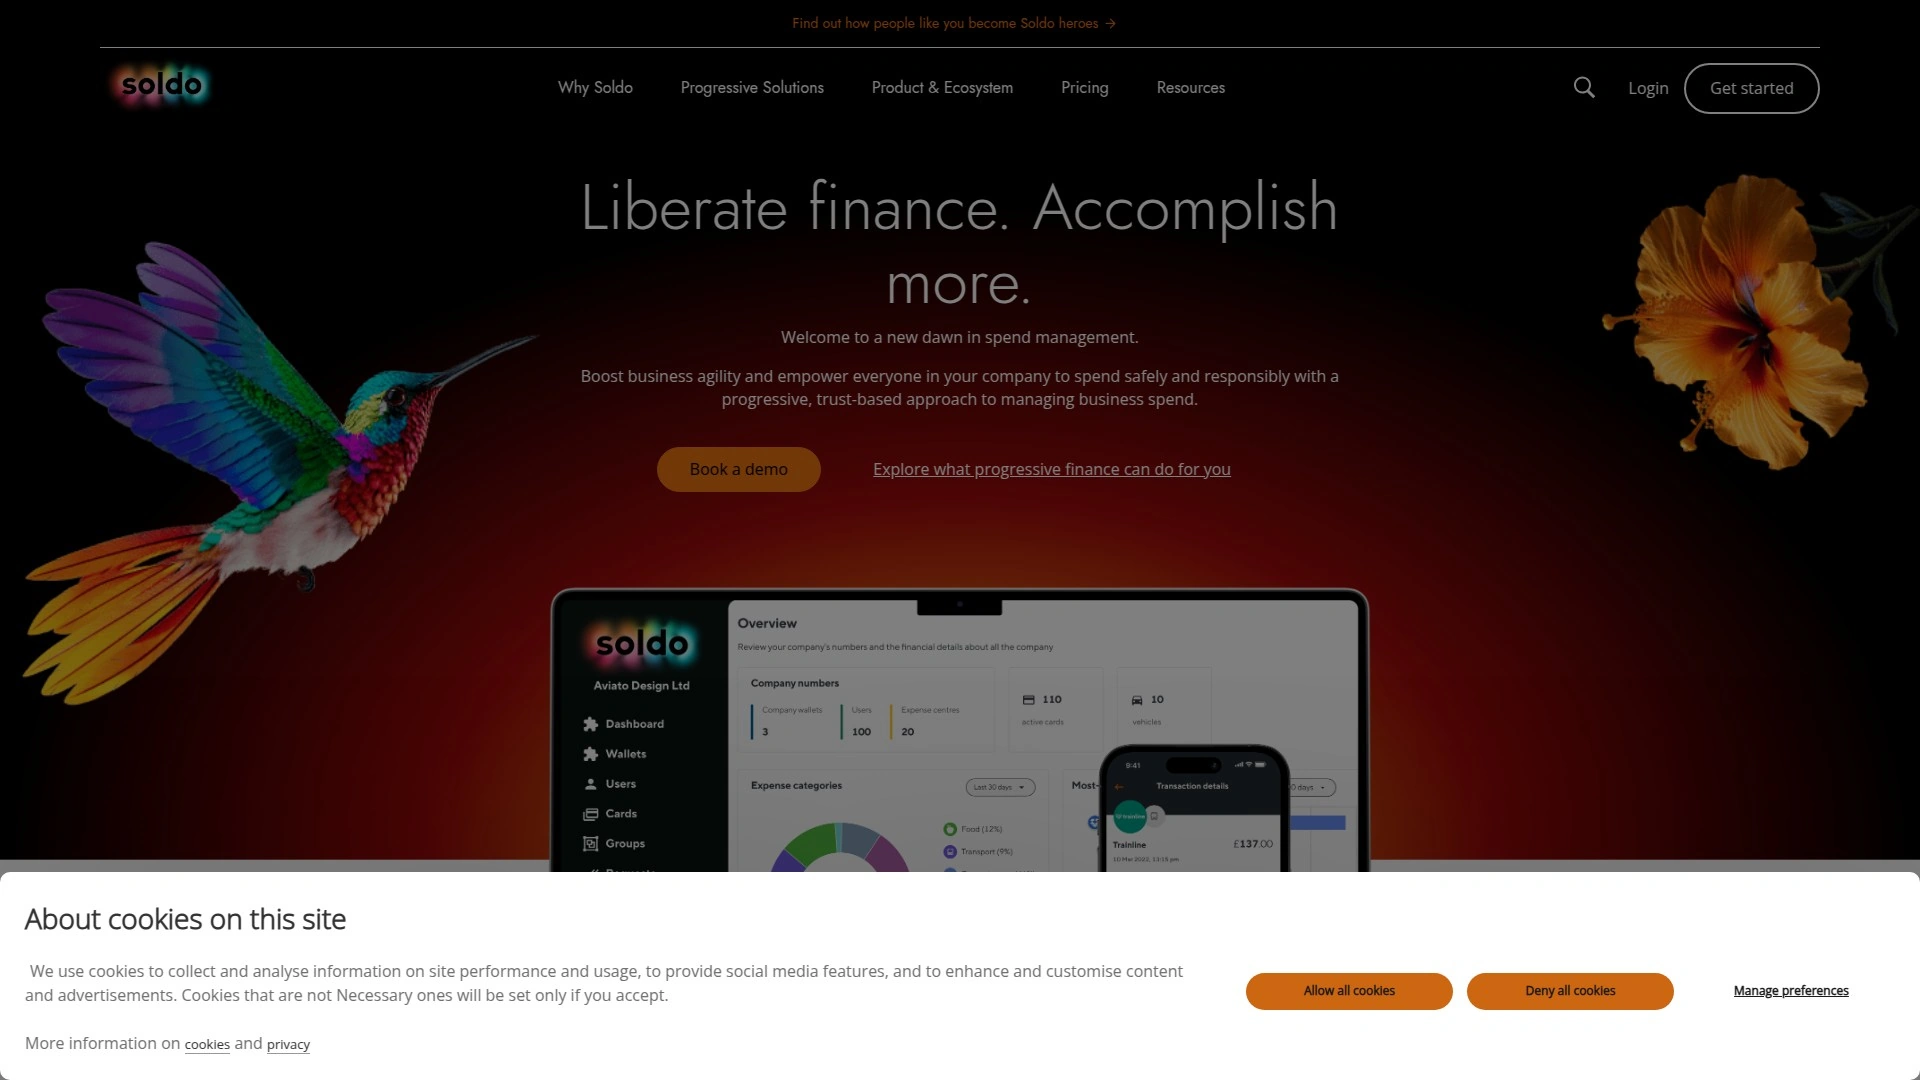 Find out how people like you become Soldo heroes →
soldo
Why Soldo
Progressive Solutions
Product & Ecosystem
Pricing
Resources
Login
Get started
Liberate finance. Accomplish
more.
Welcome to a new dawn in spend management.
Boost business agility and empower everyone in your company to spend safely and responsibly with a
progressive, trust-based approach to managing business spend.
Book a demo
Explore what progressive finance can do for you
soldo
Aviato Design Ltd
Dashboard
Wallets
Users
Cards
Groups
Overview
Review your company's numbers and the financial details about all the company
Company numbers
Company wallets
3
Users
100
Expense centres
20
110
active cards
10
vehicles
Expense categories
Last 30 days
Food (12%)
Transport (9%)
Most-
0 days
9:41
Transaction details
trainline
Trainline
£137.00
10 Mar 2022, 13:15 pm
About cookies on this site
We use cookies to collect and analyse information on site performance and usage, to provide social media features, and to enhance and customise content
and advertisements. Cookies that are not Necessary ones will be set only if you accept.
More information on cookies and privacy
Allow all cookies
Deny all cookies
Manage preferences